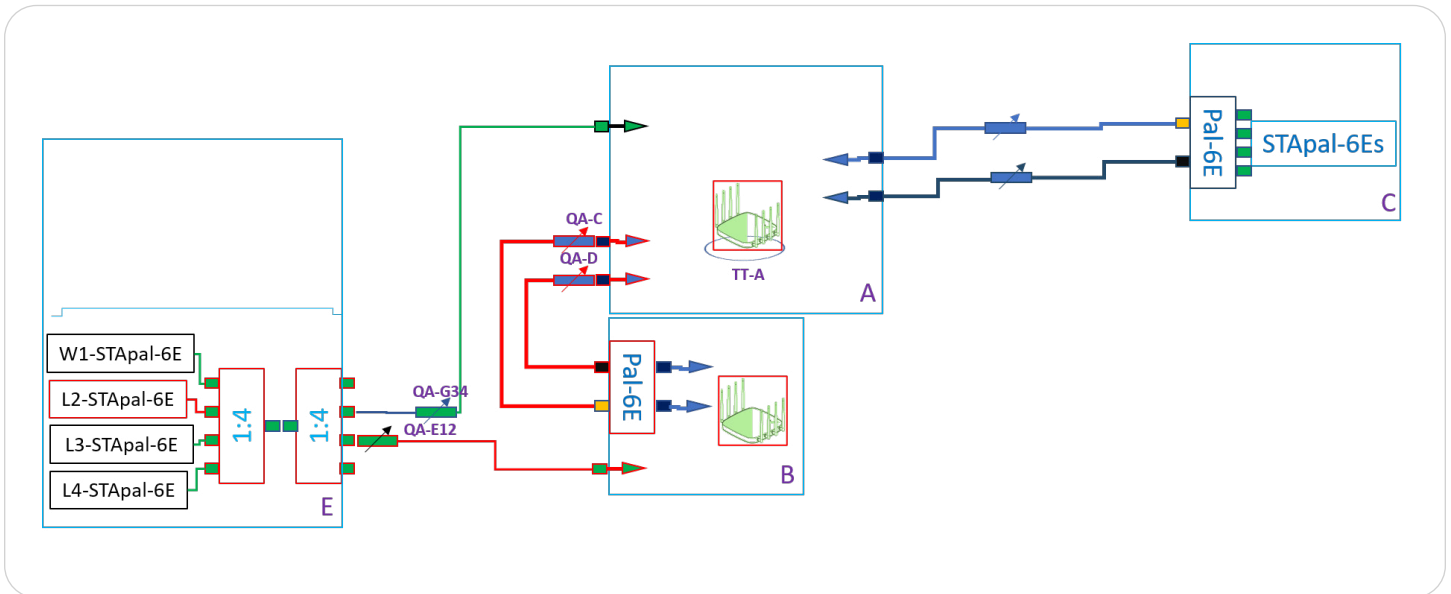 Pal-6E
STApal-6Es
C
QA-C
QA-D
TT-A
A
W1-STApal-6E
L2-STApal-6E
L3-STApal-6E
L4-STApal-6E
1:4
1:4
E
QA-G34
QA-E12
Pal-6E
B